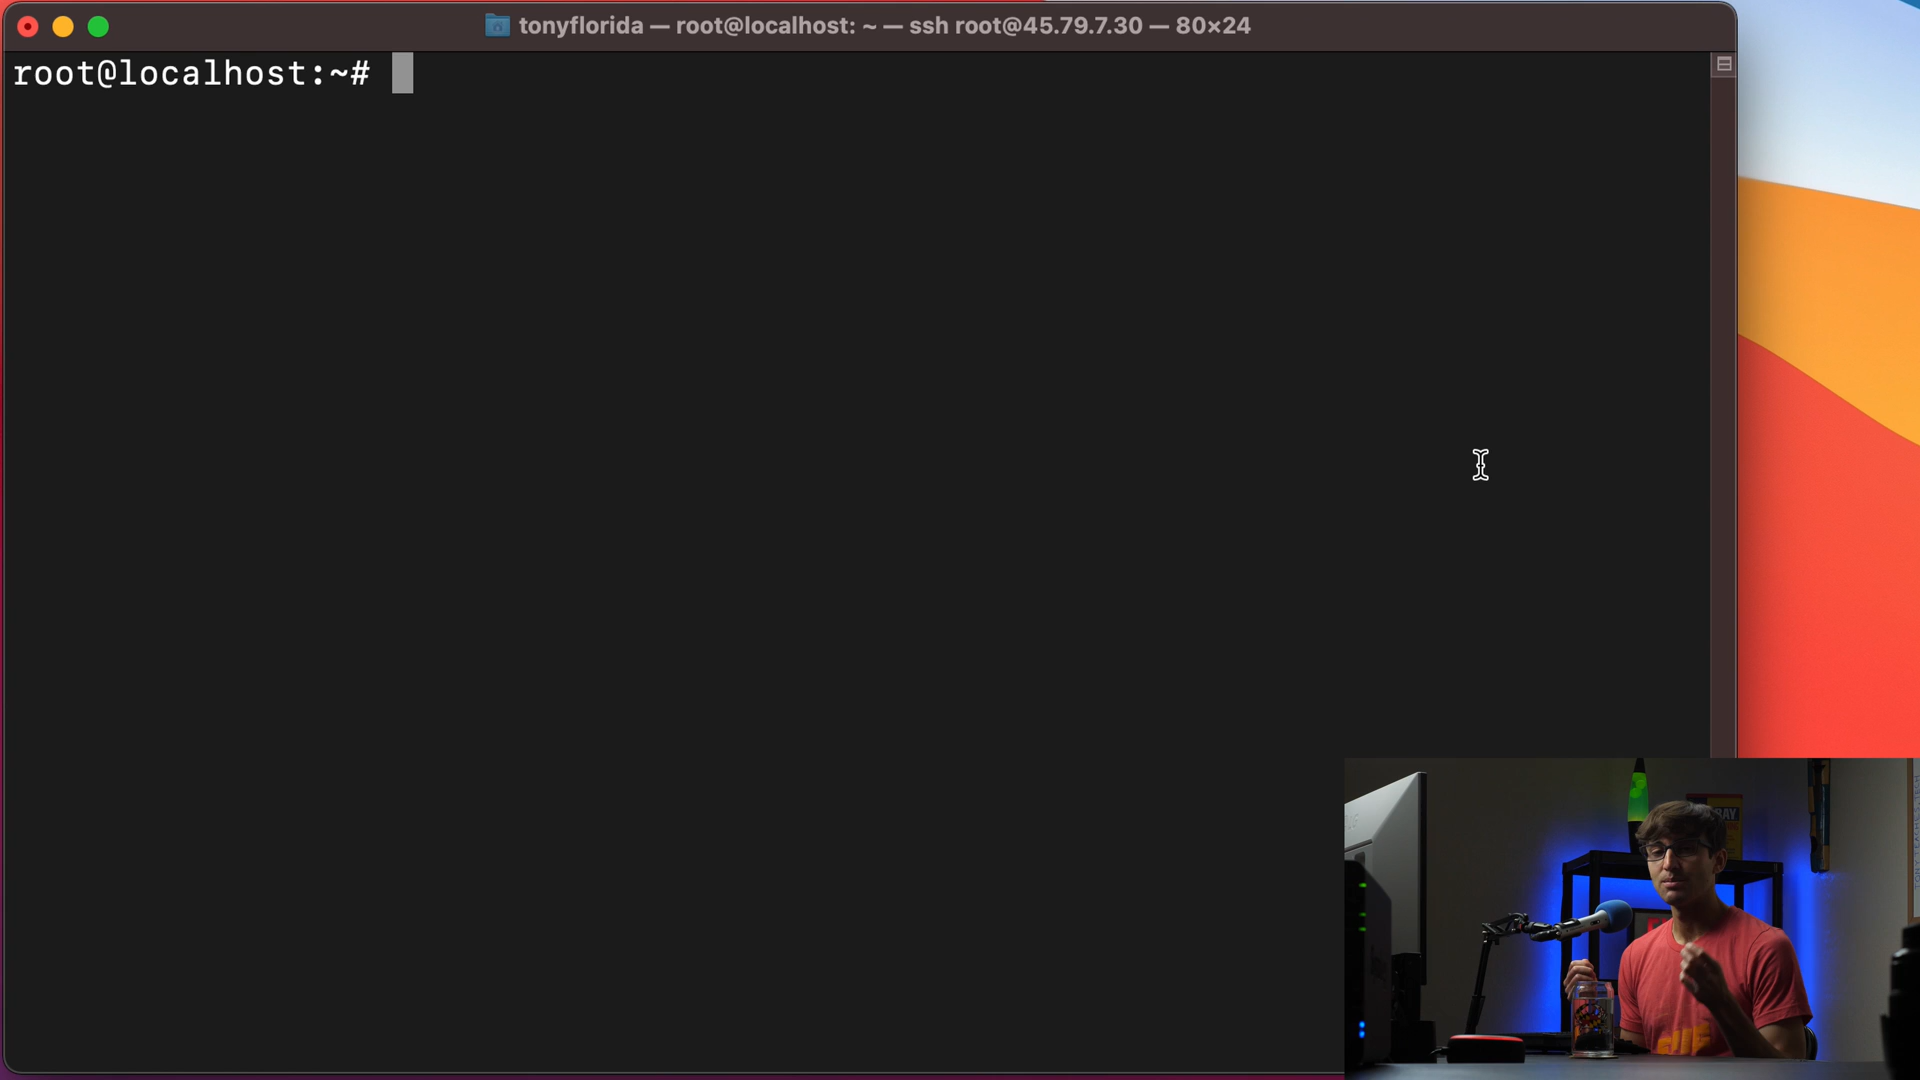 tonyflorida — root@localhost: ~ — ssh root@45.79.7.30 — 80×24
root@localhost:~#